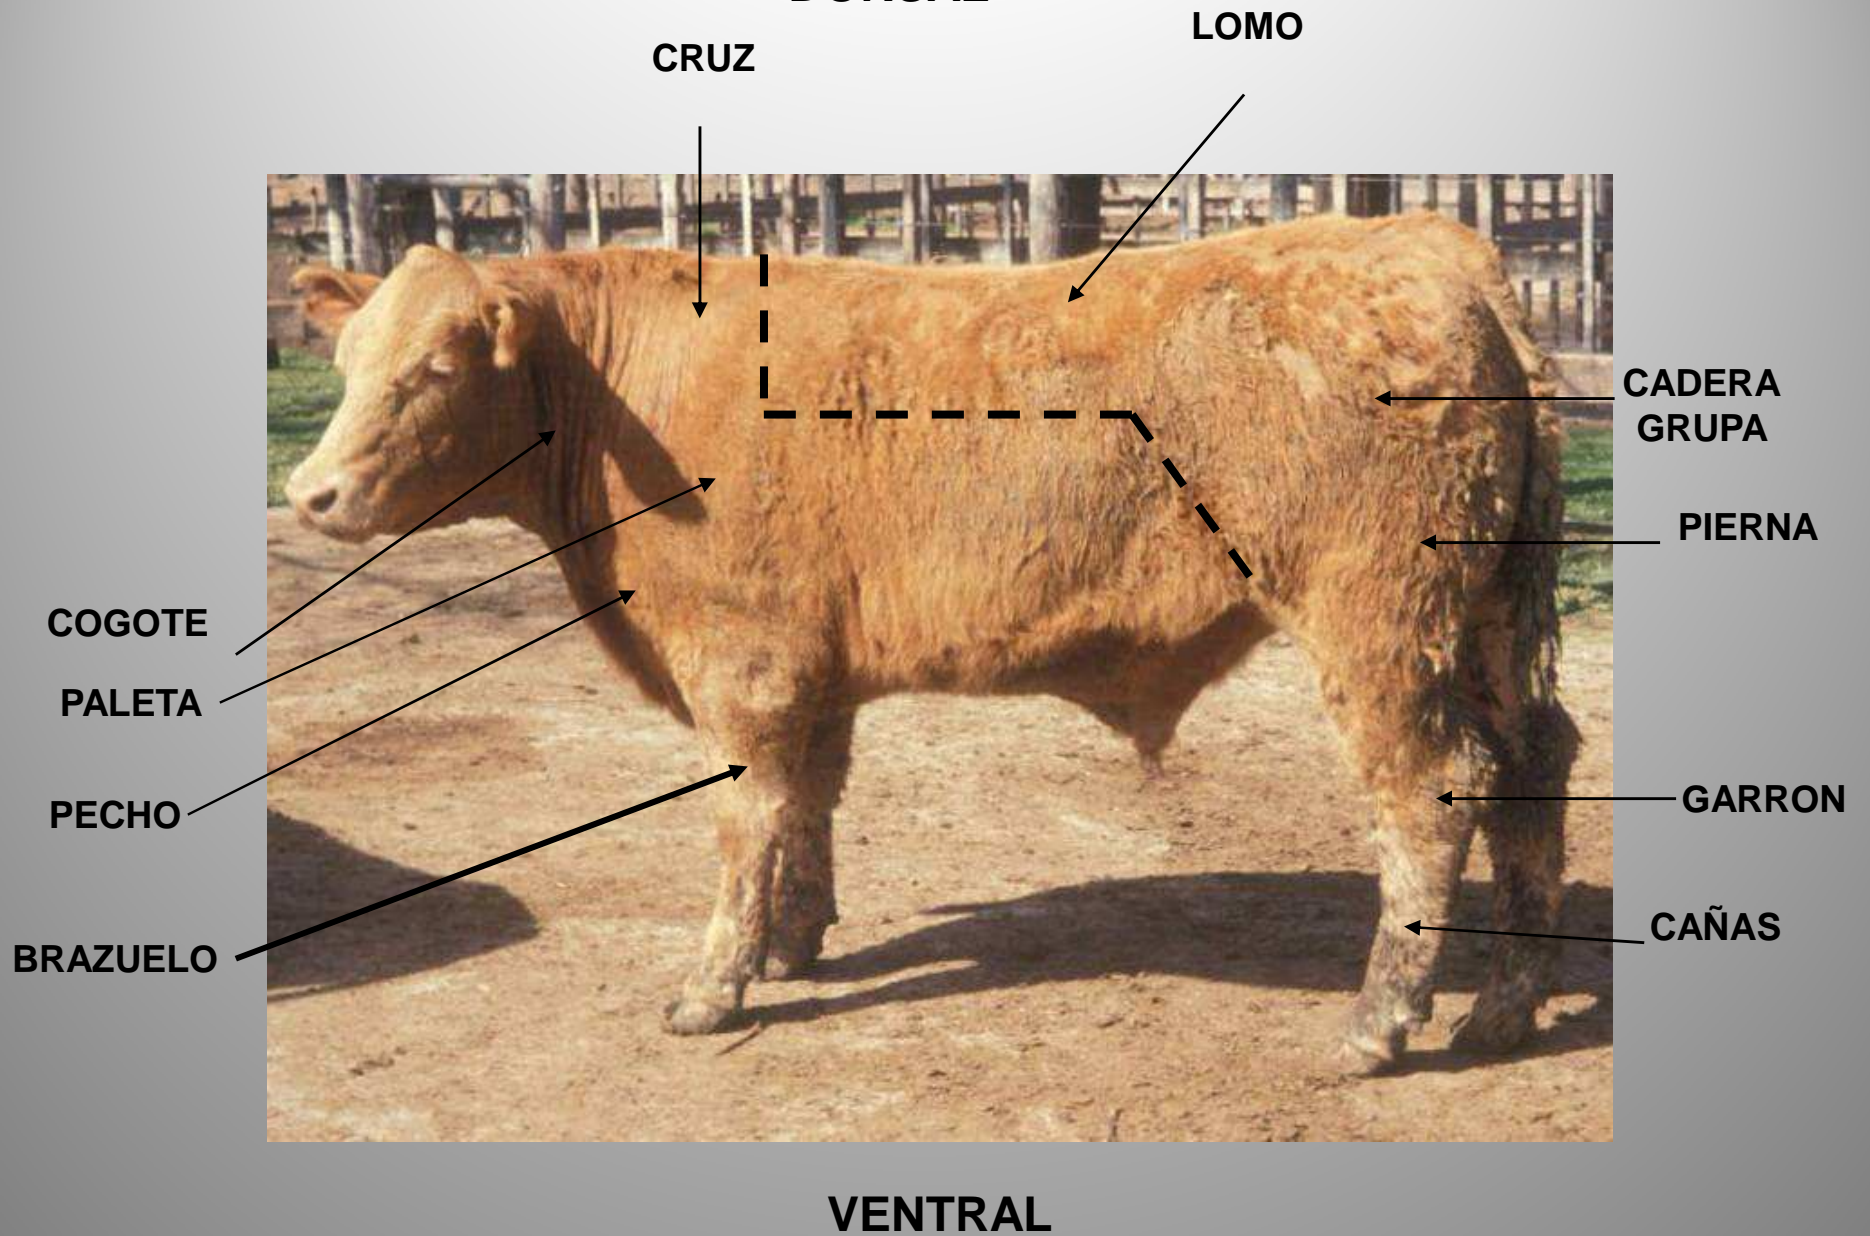 LOMO
CRUZ
CADERA
GRUPA
PIERNA
COGOTE
PALETA
GARRON
PECHO
CAÑAS
BRAZUELO
VENTRAL